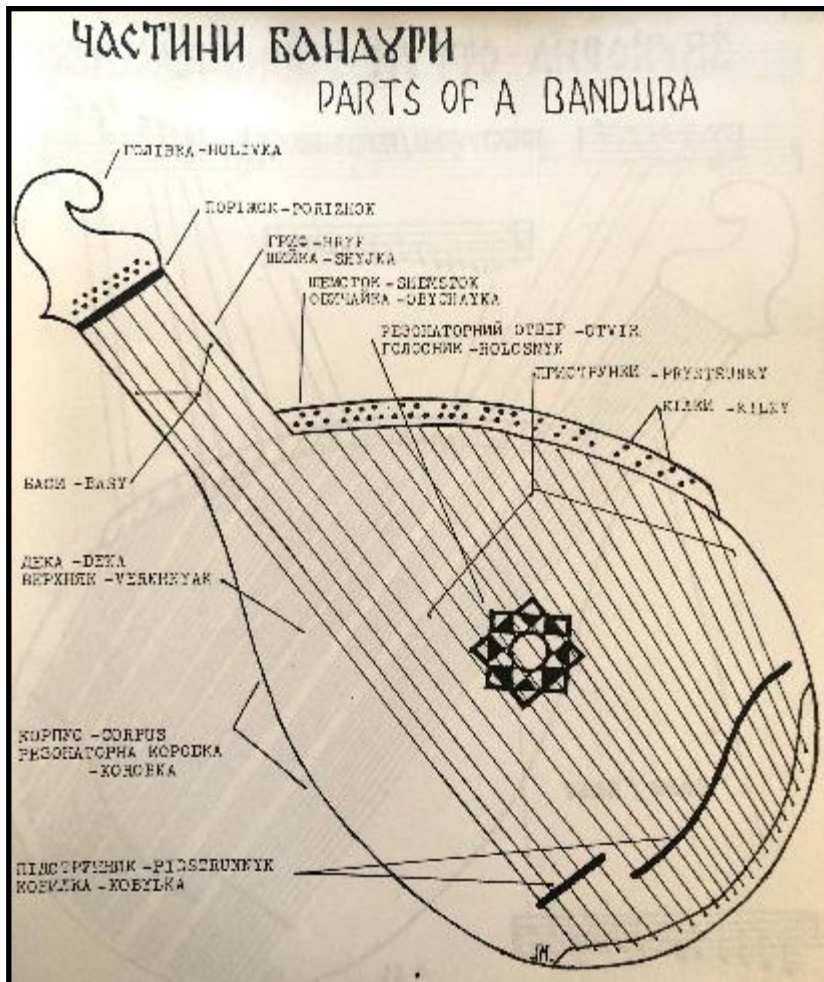 ЧАСТИНИ БАНДУРИ
PARTS OF A BANDURA
ГОЛІВКА-HOLIVKA
ПОРІЖОК-PORIZHOK
ГРИФ-HRYF
ШИЙКА-SHYJKA
ШЕМСТОК-SHEMSTOK
ОБИЧАЙКА-OBYCHAYKA
РЕЗОНАТОРНИЙ ОТВІР-OTVIR
ГОЛОСНИК-HOLOSNYK
ПРИСТРУНКИ-PRYSTRUNKY
КІЛКИ-KILKY
БАСИ-BASY
ДЕКА-DEKA
ВЕРХНЯК-VERKHNYAK
КОРПУС-CORPUS
РЕЗОНАТОРНА КОРОБКА
-KOROBKA
ПІДСТРУННИК-PIDSTRUNNYK
КОБИЛКА-KOBYLKA